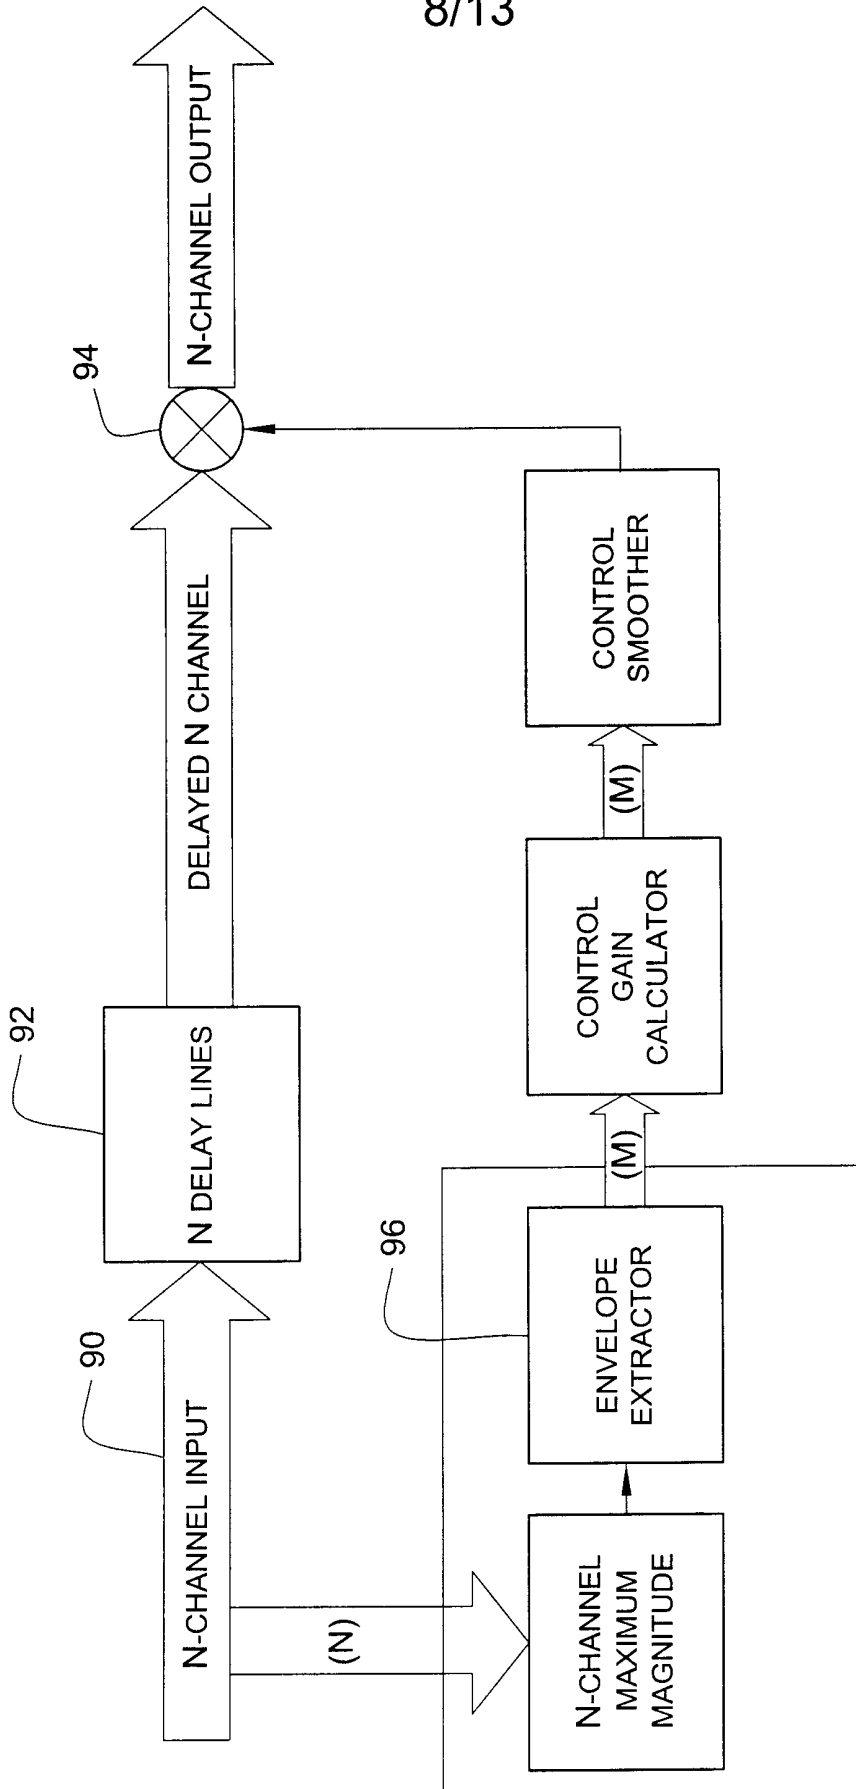 8/13
90
N-CHANNEL INPUT
92
N DELAY LINES
DELAYED N CHANNEL
94
N-CHANNEL OUTPUT
(N)
N-CHANNEL
MAXIMUM
MAGNITUDE
96
ENVELOPE
EXTRACTOR
(M)
CONTROL
GAIN
CALCULATOR
(M)
CONTROL
SMOOTHER